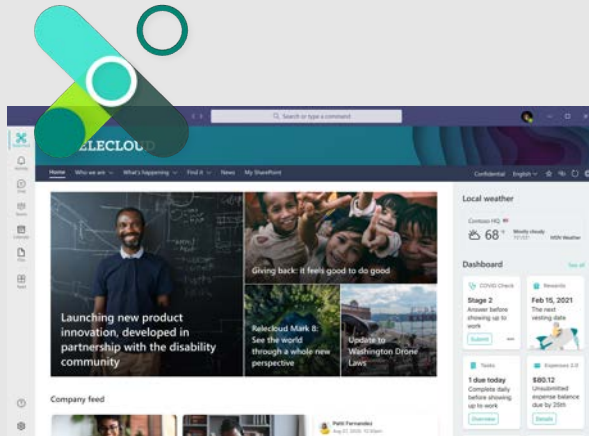 Search or type a command
ELECLOUD
Home
Who we are
What's happening
Find it
News
My SharePoint
Confidential
English
Launching new product
innovation, developed in
partnership with the disability
community
Giving back: it feels good to do good
Relecloud Mark 8:
See the world
through a whole new
perspective
Update to
Washington Drone
Laws
Company feed
Patti Fernandez
Local weather
Contoso HQ
68°
Mostly cloudy
MSN Weather
Dashboard
See all
COVID Check
Stage 2
Answer before
showing up to
work
Submit
Rewards
Feb 15, 2021
The next
vesting date
Tasks
1 due today
Complete daily
before showing
up to work
Overview
Expenses 2.0
$80.12
Unsubmitted
expense balance
due by 25th
Details